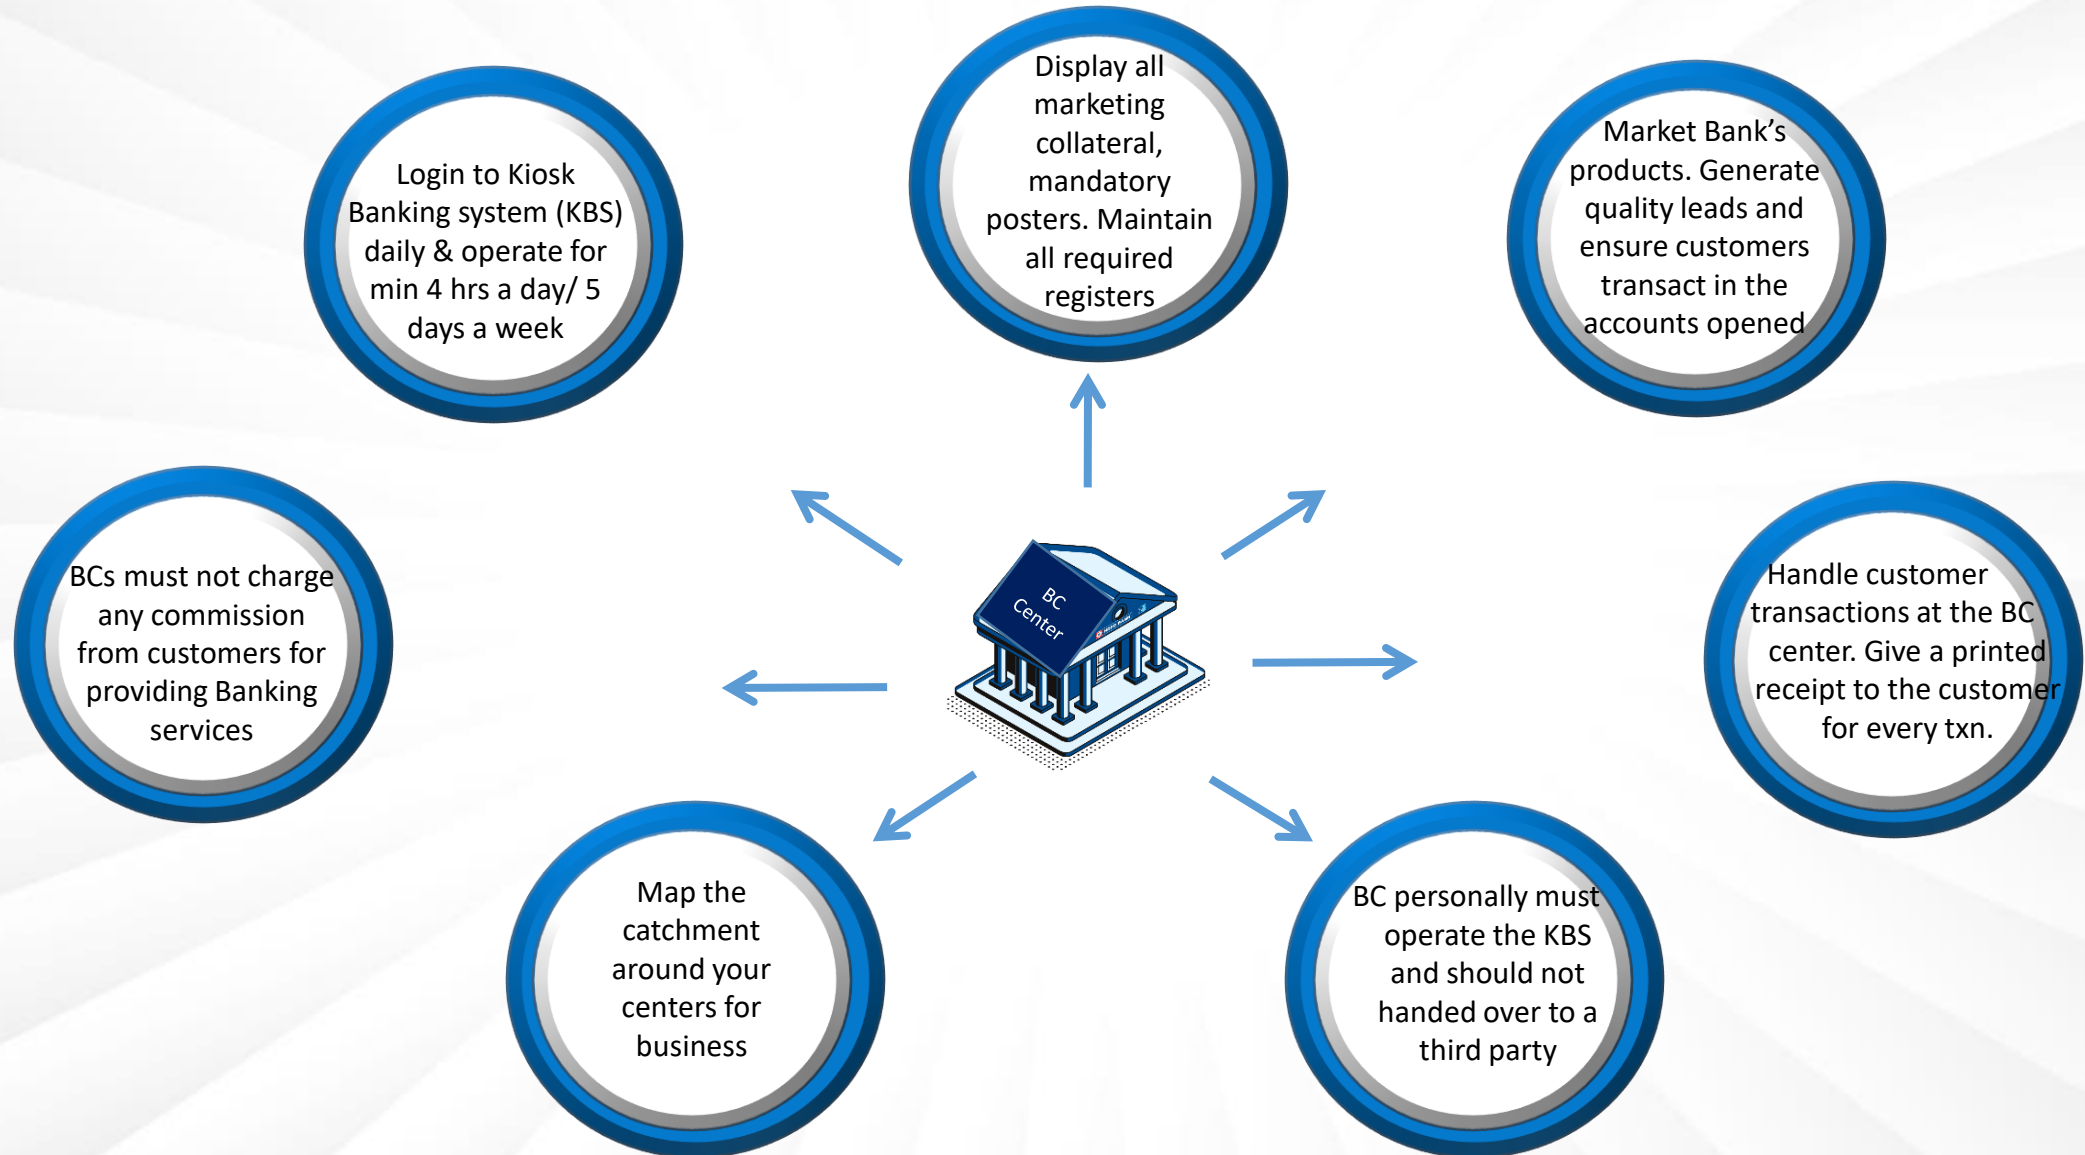 Display all
marketing
collateral,
mandatory
posters. Maintain
all required
registers
Login to Kiosk
Banking system (KBS)
daily & operate for
min 4 hrs a day/ 5
days a week
Market Bank’s
products. Generate
quality leads and
ensure customers
transact in the
accounts opened
BCs must not charge
any commission
from customers for
providing Banking
services
BC
Center
Handle customer
transactions at the BC
center. Give a printed
receipt to the customer
for every txn.
Map the
catchment
around your
centers for
business
BC personally must
operate the KBS
and should not
handed over to a
third party